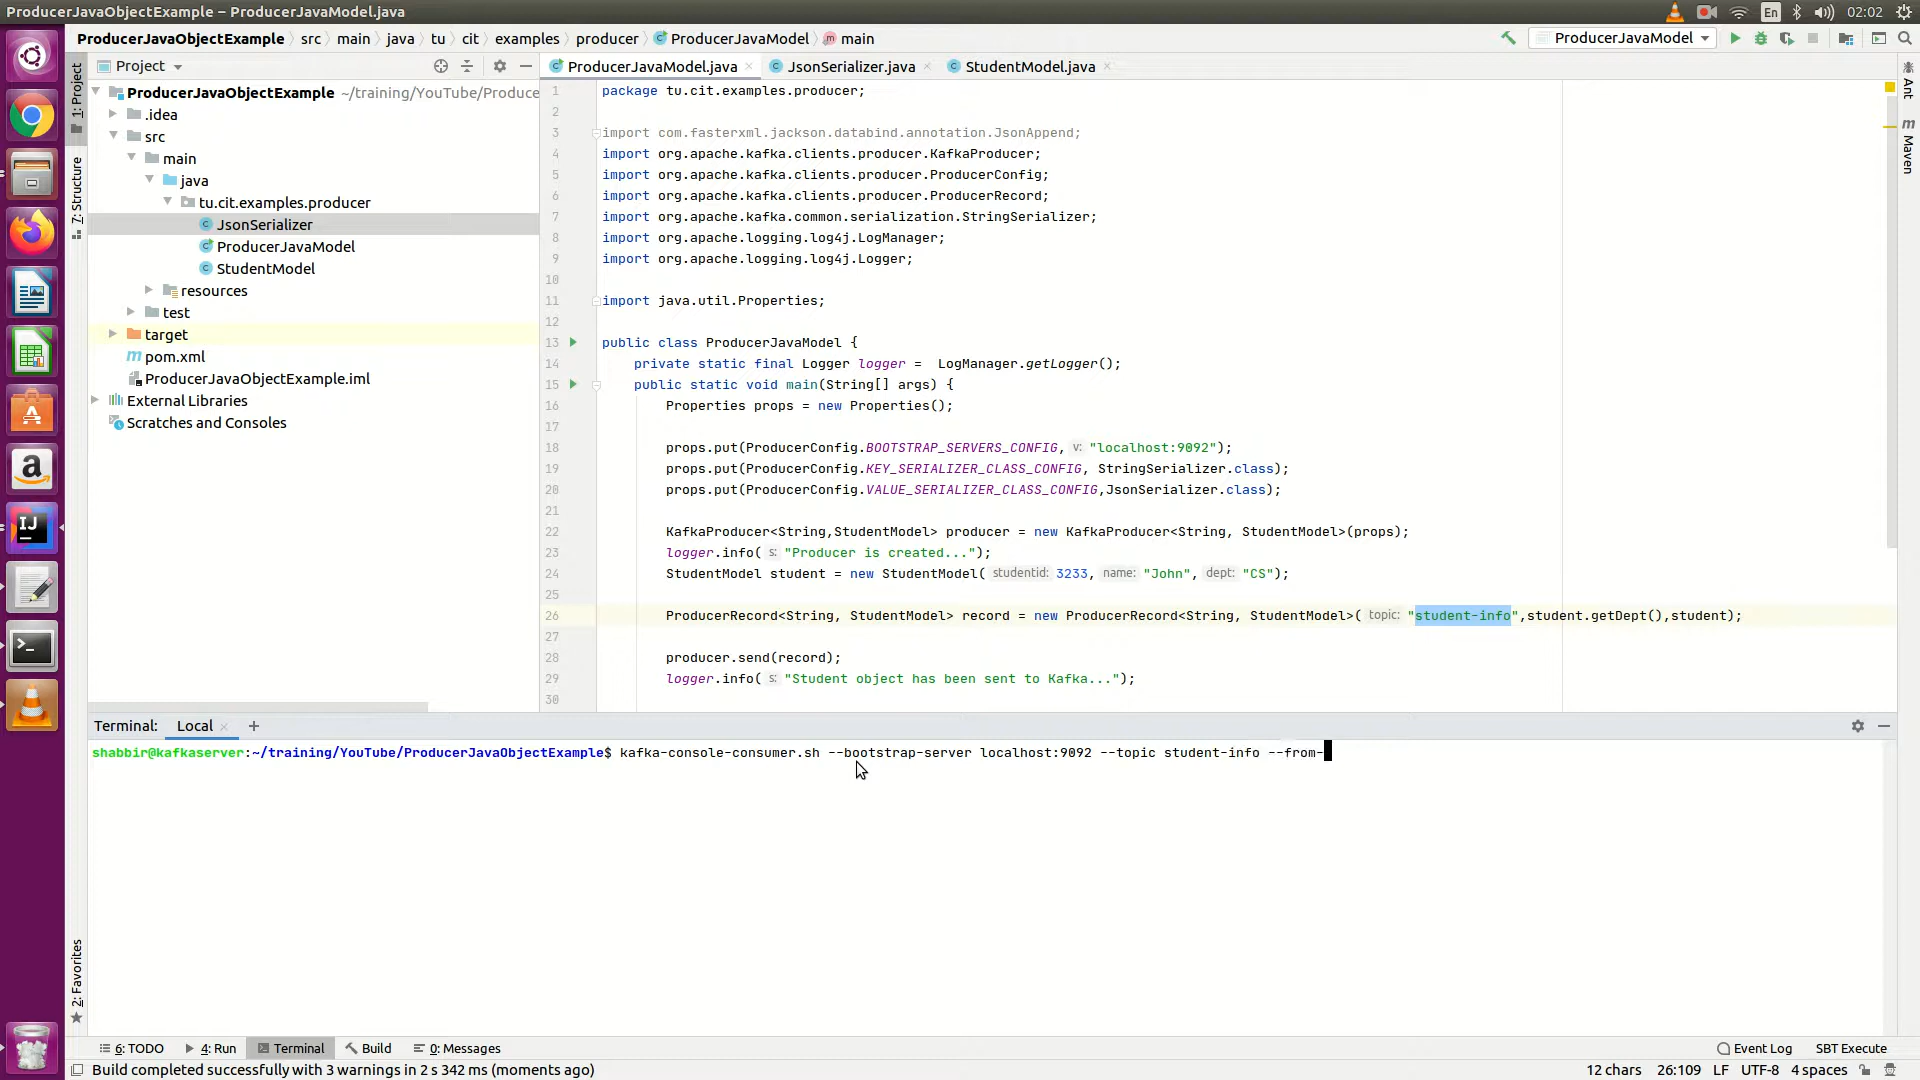 ProducerJavaObjectExample – ProducerJavaModel.java
En 02:02
ProducerJavaObjectExample src main java tu cit examples producer ProducerJavaModel main
ProducerJavaModel
Project
ProducerJavaModel.java JsonSerializer.java StudentModel.java
1: Project
7: Structure
2: Favorites
Ant
Maven
ProducerJavaObjectExample ~/training/YouTube/Produce
.idea
src
main
java
tu.cit.examples.producer
JsonSerializer
ProducerJavaModel
StudentModel
resources
test
target
pom.xml
ProducerJavaObjectExample.iml
External Libraries
Scratches and Consoles
1 package tu.cit.examples.producer;
2
3 import com.fasterxml.jackson.databind.annotation.JsonAppend;
4 import org.apache.kafka.clients.producer.KafkaProducer;
5 import org.apache.kafka.clients.producer.ProducerConfig;
6 import org.apache.kafka.clients.producer.ProducerRecord;
7 import org.apache.kafka.common.serialization.StringSerializer;
8 import org.apache.logging.log4j.LogManager;
9 import org.apache.logging.log4j.Logger;
10
11 import java.util.Properties;
12
13 public class ProducerJavaModel {
14 private static final Logger logger = LogManager.getLogger();
15 public static void main(String[] args) {
16 Properties props = new Properties();
17
18 props.put(ProducerConfig.BOOTSTRAP_SERVERS_CONFIG, v: "localhost:9092");
19 props.put(ProducerConfig.KEY_SERIALIZER_CLASS_CONFIG, StringSerializer.class);
20 props.put(ProducerConfig.VALUE_SERIALIZER_CLASS_CONFIG,JsonSerializer.class);
21
22 KafkaProducer<String,StudentModel> producer = new KafkaProducer<String, StudentModel>(props);
23 logger.info( s: "Producer is created...");
24 StudentModel student = new StudentModel( studentid: 3233, name: "John", dept: "CS");
25
26 ProducerRecord<String, StudentModel> record = new ProducerRecord<String, StudentModel>( topic: "student-info",student.getDept(),student);
27
28 producer.send(record);
29 logger.info( s: "Student object has been sent to Kafka...");
30
Terminal: Local +
shabbir@kafkaserver:~/training/YouTube/ProducerJavaObjectExample$ kafka-console-consumer.sh --bootstrap-server localhost:9092 --topic student-info --from-
6: TODO 4: Run Terminal Build 0: Messages Event Log SBT Execute
Build completed successfully with 3 warnings in 2 s 342 ms (moments ago) 12 chars 26:109 LF UTF-8 4 spaces